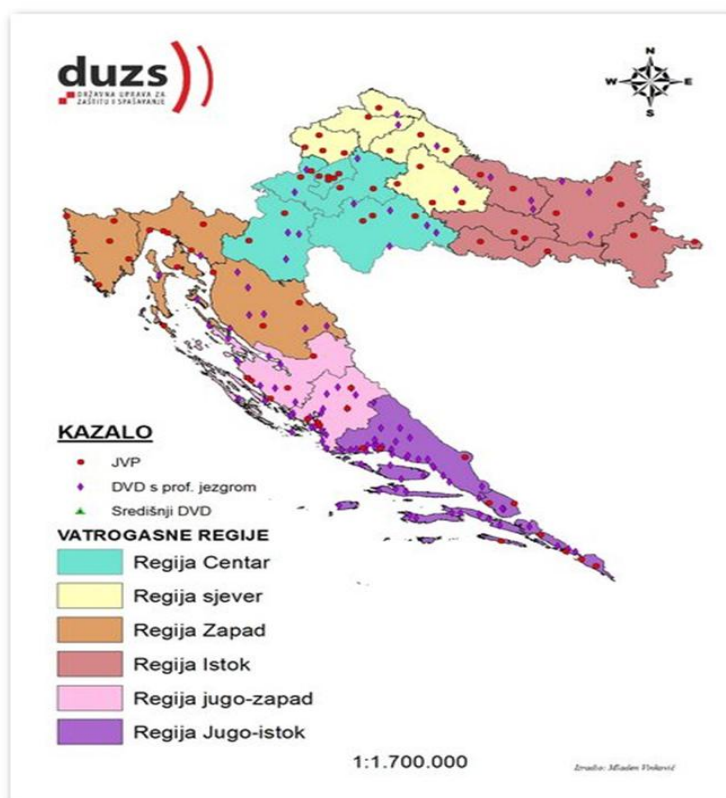 duzs
DRŽAVNA UPRAVA ZA
ZAŠTITU I SPAŠAVANJE
N
W E
S
KAZALO
JVP
DVD s prof. jezgrom
Središnji DVD
VATROGASNE REGIJE
Regija Centar
Regija sjever
Regija Zapad
Regija Istok
Regija jugo-zapad
Regija Jugo-istok
1:1.700.000
Izradio: Mladen Vinković